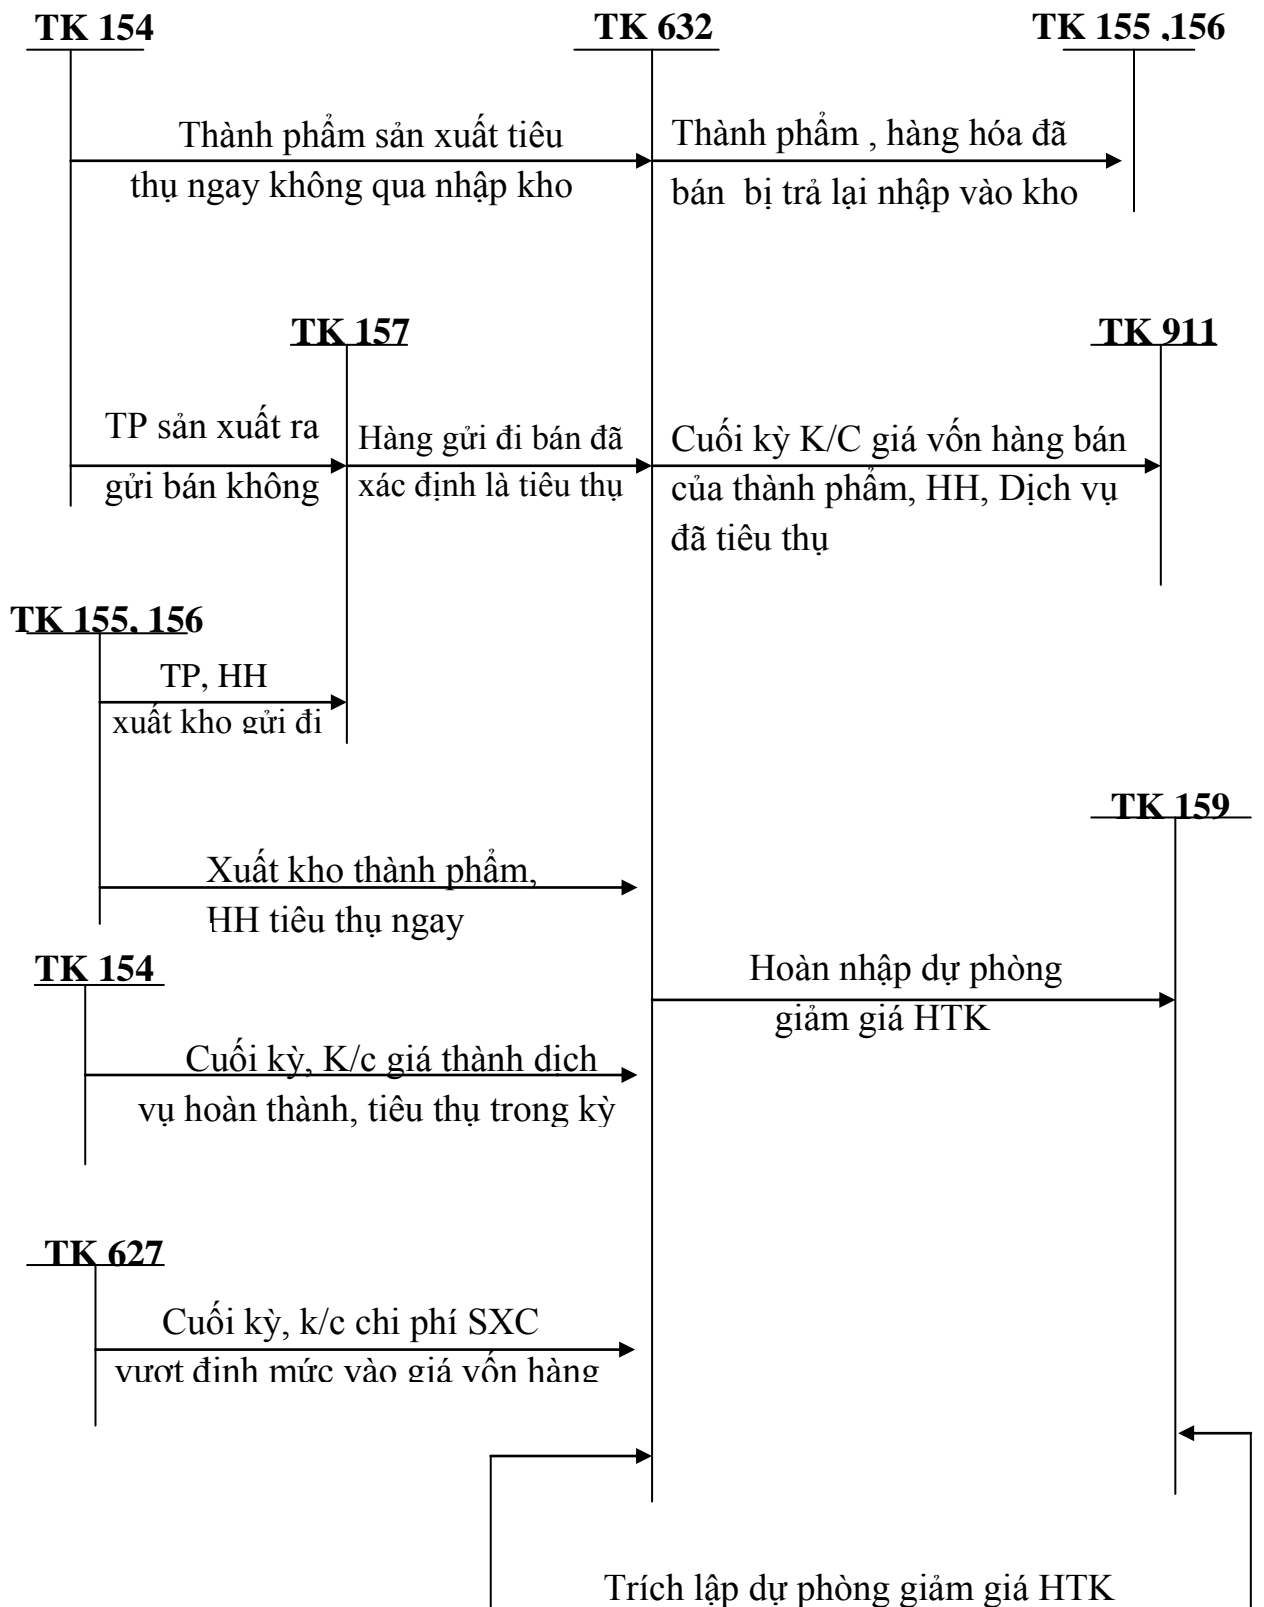 TK 154
TK 632
TK 155 ,156
Thành phẩm sản xuất tiêu
thụ ngay không qua nhập kho
Thành phẩm , hàng hóa đã
bán bị trả lại nhập vào kho
TK 157
TK 911
TP sản xuất ra
gửi bán không
Hàng gửi đi bán đã
xác định là tiêu thụ
Cuối kỳ K/C giá vốn hàng bán
của thành phẩm, HH, Dịch vụ
đã tiêu thụ
TK 155, 156
TP, HH
xuất kho gửi đi
TK 159
Xuất kho thành phẩm,
HH tiêu thụ ngay
TK 154
Hoàn nhập dự phòng
giảm giá HTK
Cuối kỳ, K/c giá thành dịch
vụ hoàn thành, tiêu thụ trong kỳ
TK 627
Cuối kỳ, k/c chi phí SXC
vượt định mức vào giá vốn hàng
Trích lập dự phòng giảm giá HTK